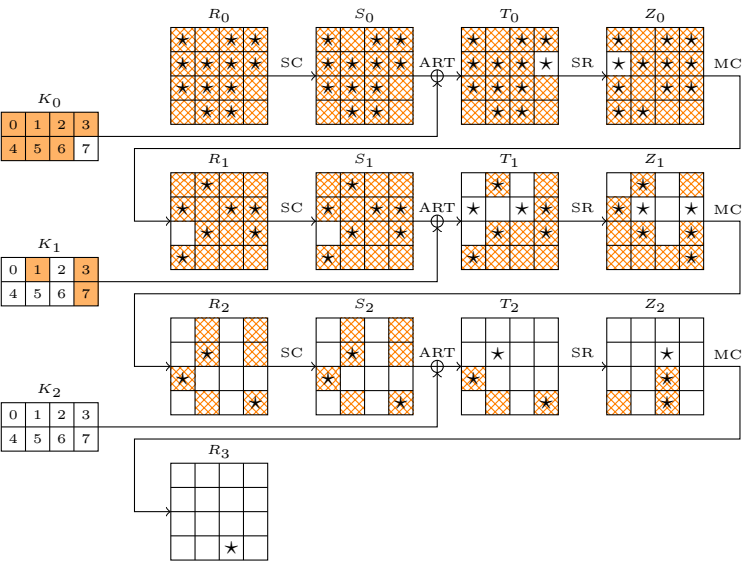 R0 S0 T0 Z0
SC ART SR MC
K0
0 1 2 3
4 5 6 7
R1 S1 T1 Z1
SC ART SR MC
K1
0 1 2 3
4 5 6 7
R2 S2 T2 Z2
SC ART SR MC
K2
0 1 2 3
4 5 6 7
R3